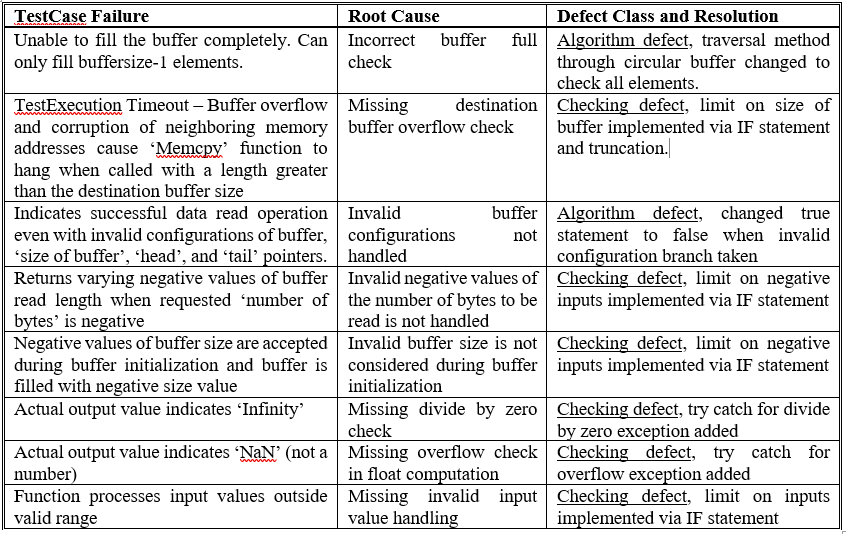 TestCase Failure
Root Cause
Defect Class and Resolution
Unable to fill the buffer completely. Can
only fill buffersize-1 elements.
Incorrect buffer full
check
Algorithm defect, traversal method
through circular buffer changed to
check all elements.
TestExecution Timeout – Buffer overflow
and corruption of neighboring memory
addresses cause ‘Memcpy’ function to
hang when called with a length greater
than the destination buffer size
Missing destination
buffer overflow check
Checking defect, limit on size of
buffer implemented via IF statement
and truncation.
Indicates successful data read operation
even with invalid configurations of buffer,
‘size of buffer’, ‘head’, and ‘tail’ pointers.
Invalid buffer
configurations not
handled
Algorithm defect, changed true
statement to false when invalid
configuration branch taken
Returns varying negative values of buffer
read length when requested ‘number of
bytes’ is negative
Invalid negative values of
the number of bytes to be
read is not handled
Checking defect, limit on negative
inputs implemented via IF statement
Negative values of buffer size are accepted
during buffer initialization and buffer is
filled with negative size value
Invalid buffer size is not
considered during buffer
initialization
Checking defect, limit on negative
inputs implemented via IF statement
Actual output value indicates ‘Infinity’
Missing divide by zero
check
Checking defect, try catch for divide
by zero exception added
Actual output value indicates ‘NaN’ (not a
number)
Missing overflow check
in float computation
Checking defect, try catch for
overflow exception added
Function processes input values outside
valid range
Missing invalid input
value handling
Checking defect, limit on inputs
implemented via IF statement